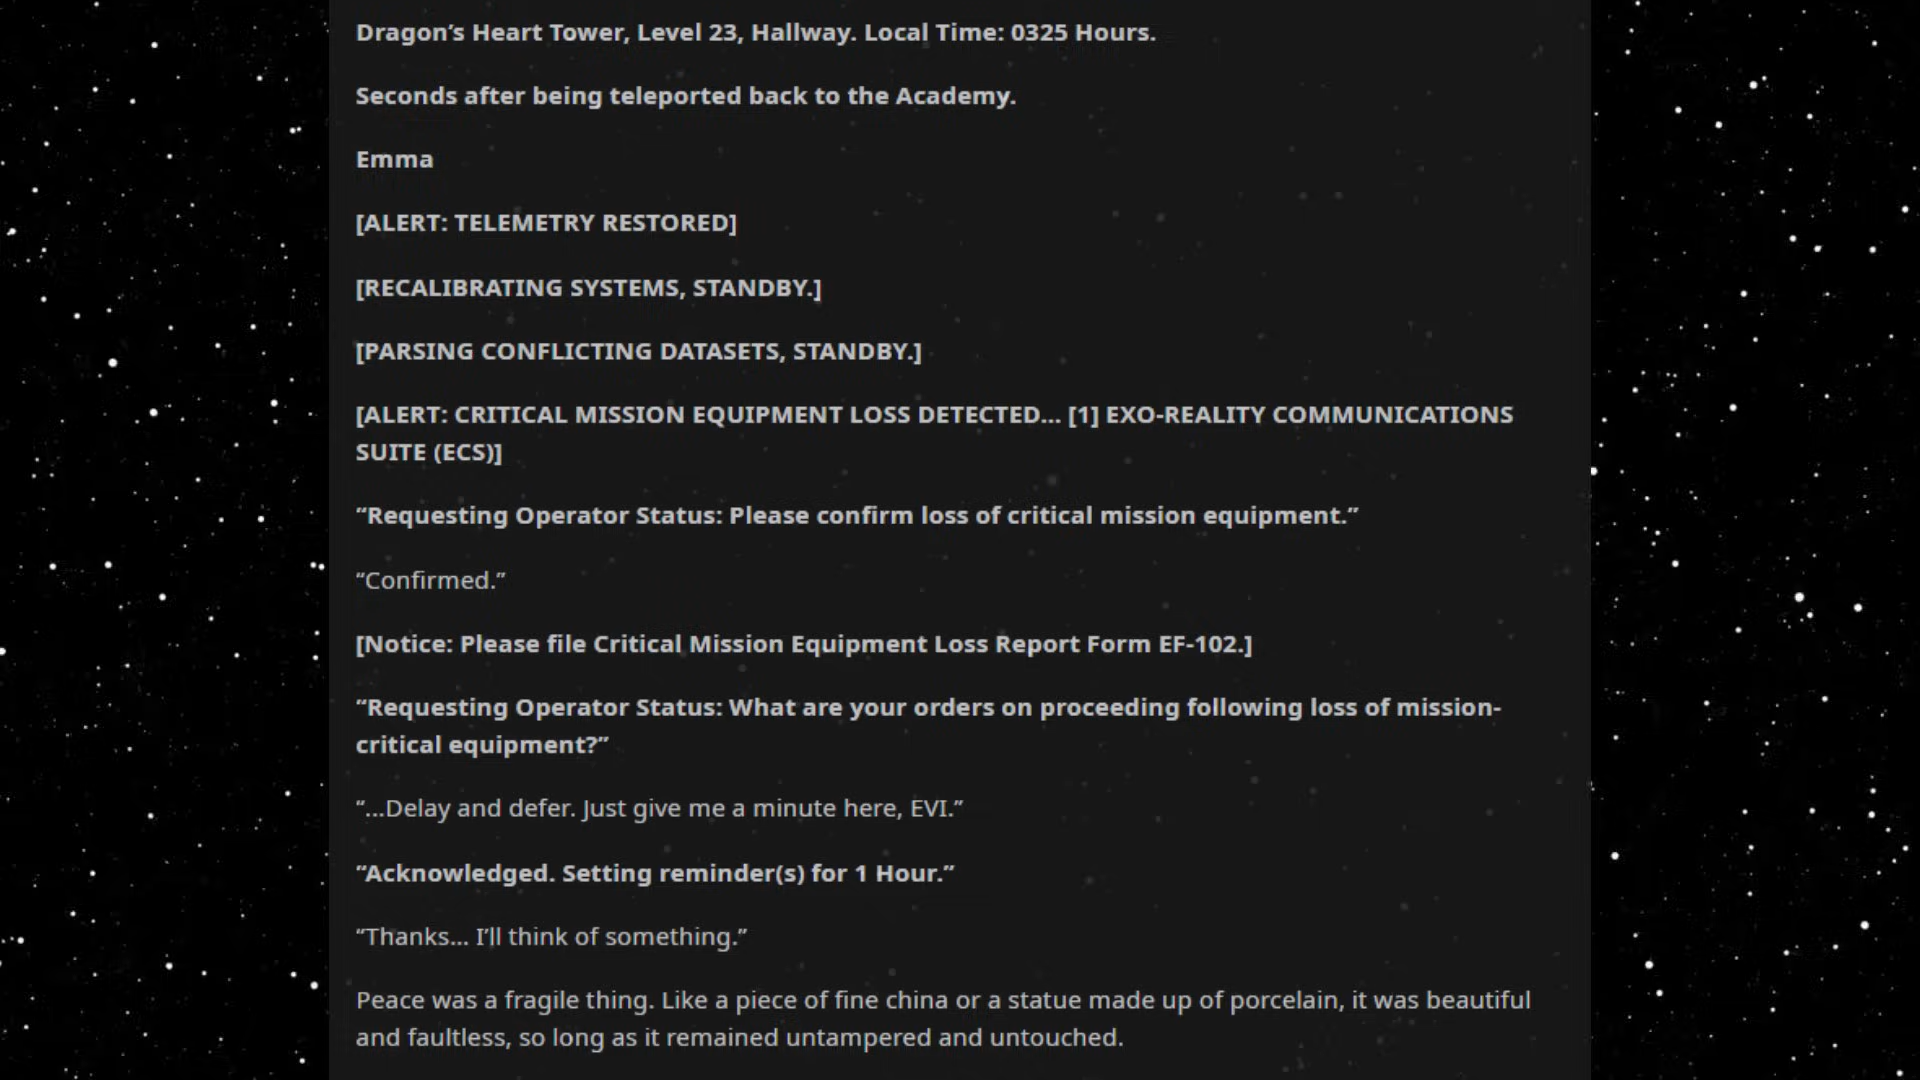 Dragon’s Heart Tower, Level 23, Hallway. Local Time: 0325 Hours.
Seconds after being teleported back to the Academy.
Emma
[ALERT: TELEMETRY RESTORED]
[RECALIBRATING SYSTEMS, STANDBY.]
[PARSING CONFLICTING DATASETS, STANDBY.]
[ALERT: CRITICAL MISSION EQUIPMENT LOSS DETECTED… [1] EXO-REALITY COMMUNICATIONS
SUITE (ECS)]
“Requesting Operator Status: Please confirm loss of critical mission equipment.”
“Confirmed.”
[Notice: Please file Critical Mission Equipment Loss Report Form EF-102.]
“Requesting Operator Status: What are your orders on proceeding following loss of mission-
critical equipment?”
“…Delay and defer. Just give me a minute here, EVI.”
“Acknowledged. Setting reminder(s) for 1 Hour.”
“Thanks… I’ll think of something.”
Peace was a fragile thing. Like a piece of fine china or a statue made up of porcelain, it was beautiful
and faultless, so long as it remained untampered and untouched.